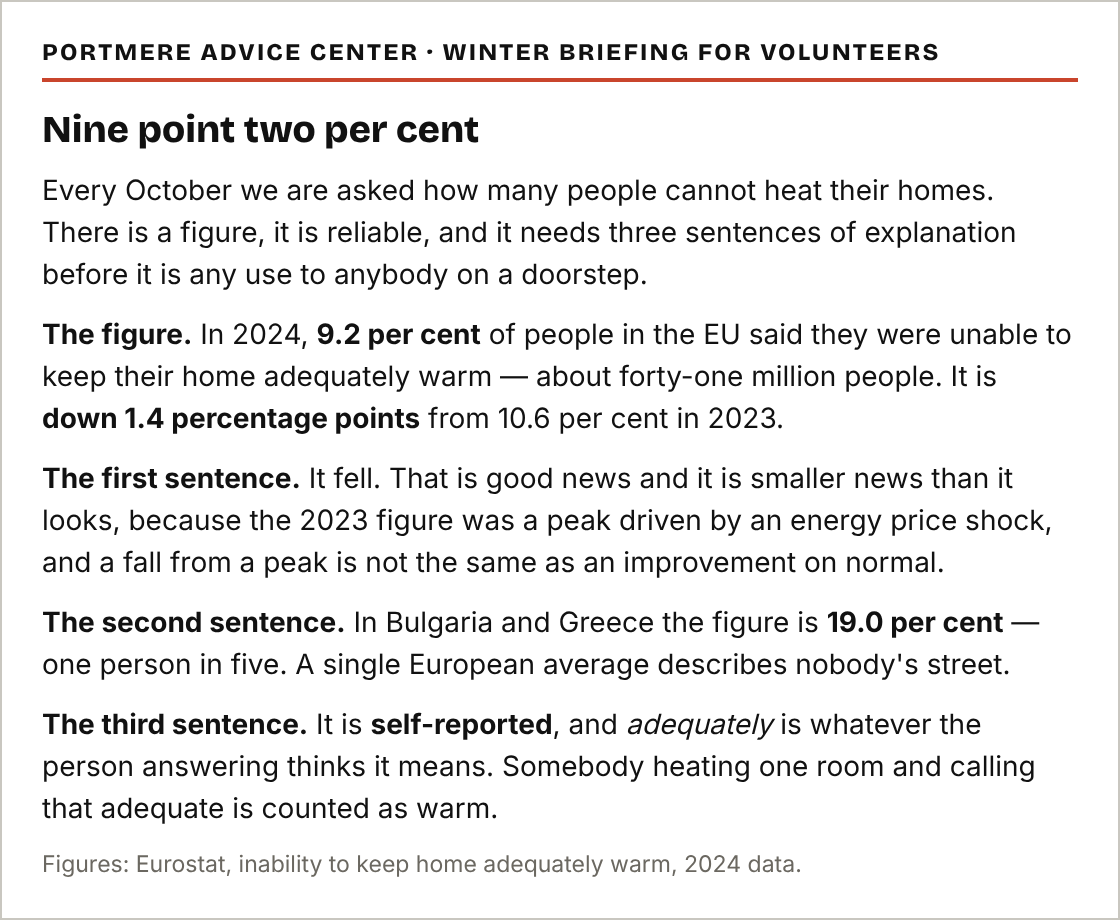 PORTMERE ADVICE CENTER · WINTER BRIEFING FOR VOLUNTEERS
Nine point two per cent
Every October we are asked how many people cannot heat their homes.
There is a figure, it is reliable, and it needs three sentences of explanation
before it is any use to anybody on a doorstep.
The figure. In 2024, 9.2 per cent of people in the EU said they were unable to
keep their home adequately warm — about forty-one million people. It is
down 1.4 percentage points from 10.6 per cent in 2023.
The first sentence. It fell. That is good news and it is smaller news than it
looks, because the 2023 figure was a peak driven by an energy price shock,
and a fall from a peak is not the same as an improvement on normal.
The second sentence. In Bulgaria and Greece the figure is 19.0 per cent —
one person in five. A single European average describes nobody's street.
The third sentence. It is self-reported, and adequately is whatever the
person answering thinks it means. Somebody heating one room and calling
that adequate is counted as warm.
Figures: Eurostat, inability to keep home adequately warm, 2024 data.